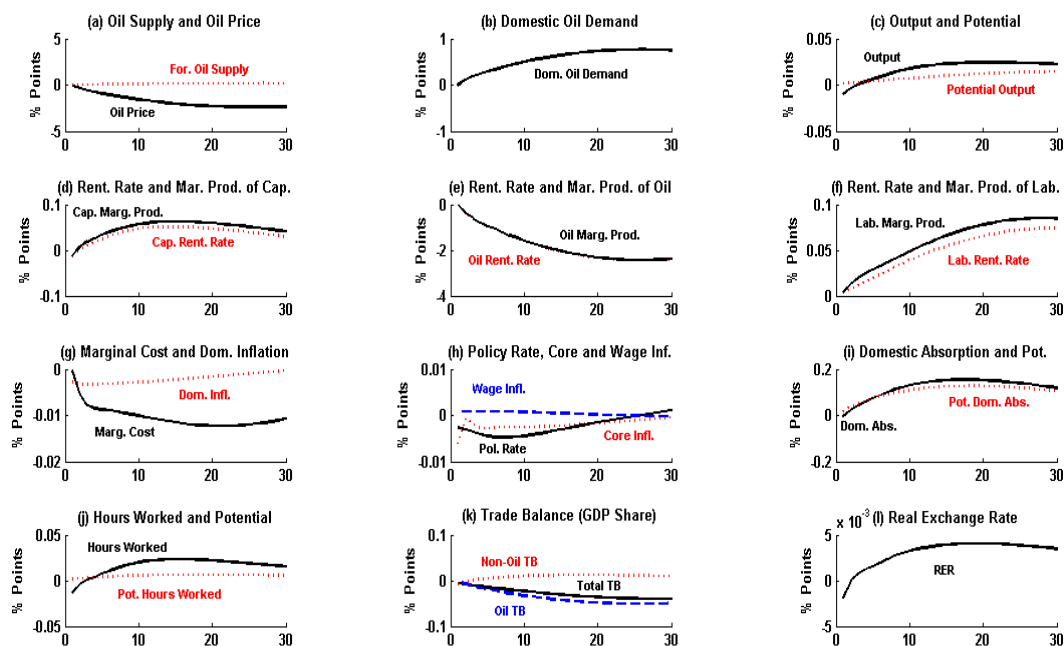 (a) Oil Supply and Oil Price
% Points
5
0
-5
For. Oil Supply
Oil Price
0 10 20 30
(b) Domestic Oil Demand
% Points
1
0
-1
Dom. Oil Demand
0 10 20 30
(c) Output and Potential
% Points
0.05
0
-0.05
Output
Potential Output
0 10 20 30
(d) Rent. Rate and Mar. Prod. of Cap.
% Points
0.1
0
-0.1
Cap. Marg. Prod.
Cap. Rent. Rate
0 10 20 30
(e) Rent. Rate and Mar. Prod. of Oil
% Points
0
-2
-4
Oil Marg. Prod.
Oil Rent. Rate
0 10 20 30
(f) Rent. Rate and Mar. Prod. of Lab.
% Points
0.1
0.05
0
Lab. Marg. Prod.
Lab. Rent. Rate
0 10 20 30
(g) Marginal Cost and Dom. Inflation
% Points
0
-0.01
-0.02
Dom. Infl.
Marg. Cost
0 10 20 30
(h) Policy Rate, Core and Wage Inf.
% Points
0.01
0
-0.01
Wage Infl.
Core Infl.
Pol. Rate
0 10 20 30
(i) Domestic Absorption and Pot.
% Points
0.2
0
0.2
Pot. Dom. Abs.
Dom. Abs.
0 10 20 30
(j) Hours Worked and Potential
% Points
0.05
0
-0.05
Hours Worked
Pot. Hours Worked
0 10 20 30
(k) Trade Balance (GDP Share)
% Points
0.1
0
-0.1
Non-Oil TB
Total TB
Oil TB
0 10 20 30
(l) Real Exchange Rate
x 10⁻³
% Points
5
0
-5
RER
0 10 20 30